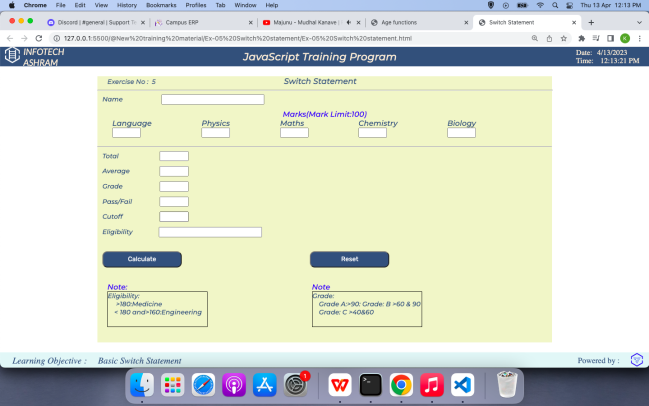 Chrome File Edit View History Bookmarks Profiles Tab Window Help Thu 13 Apr 12:13 PM
Discord | #general | Support Te Campus ERP Majunu - Mudhal Kanave | Age functions Switch Statement
127.0.0.1:5500/@New%20training%20material/Ex-05%20Switch%20statement/Ex-05%20Switch%20statement.html
INFOTECH
ASHRAM
JavaScript Training Program
Date: 4/13/2023
Time: 12:13:21 PM
Exercise No : 5 Switch Statement
Name
Marks(Mark Limit:100)
Language Physics Maths Chemistry Biology
Total
Average
Grade
Pass/Fail
Cutoff
Eligibility
Calculate Reset
Note: Note
Eligibility: Grade:
>180:Medicine Grade A:>90: Grade: B >60 & 90
< 180 and>160:Engineering Grade: C >40&60
Learning Objective : Basic Switch Statement Powered by :